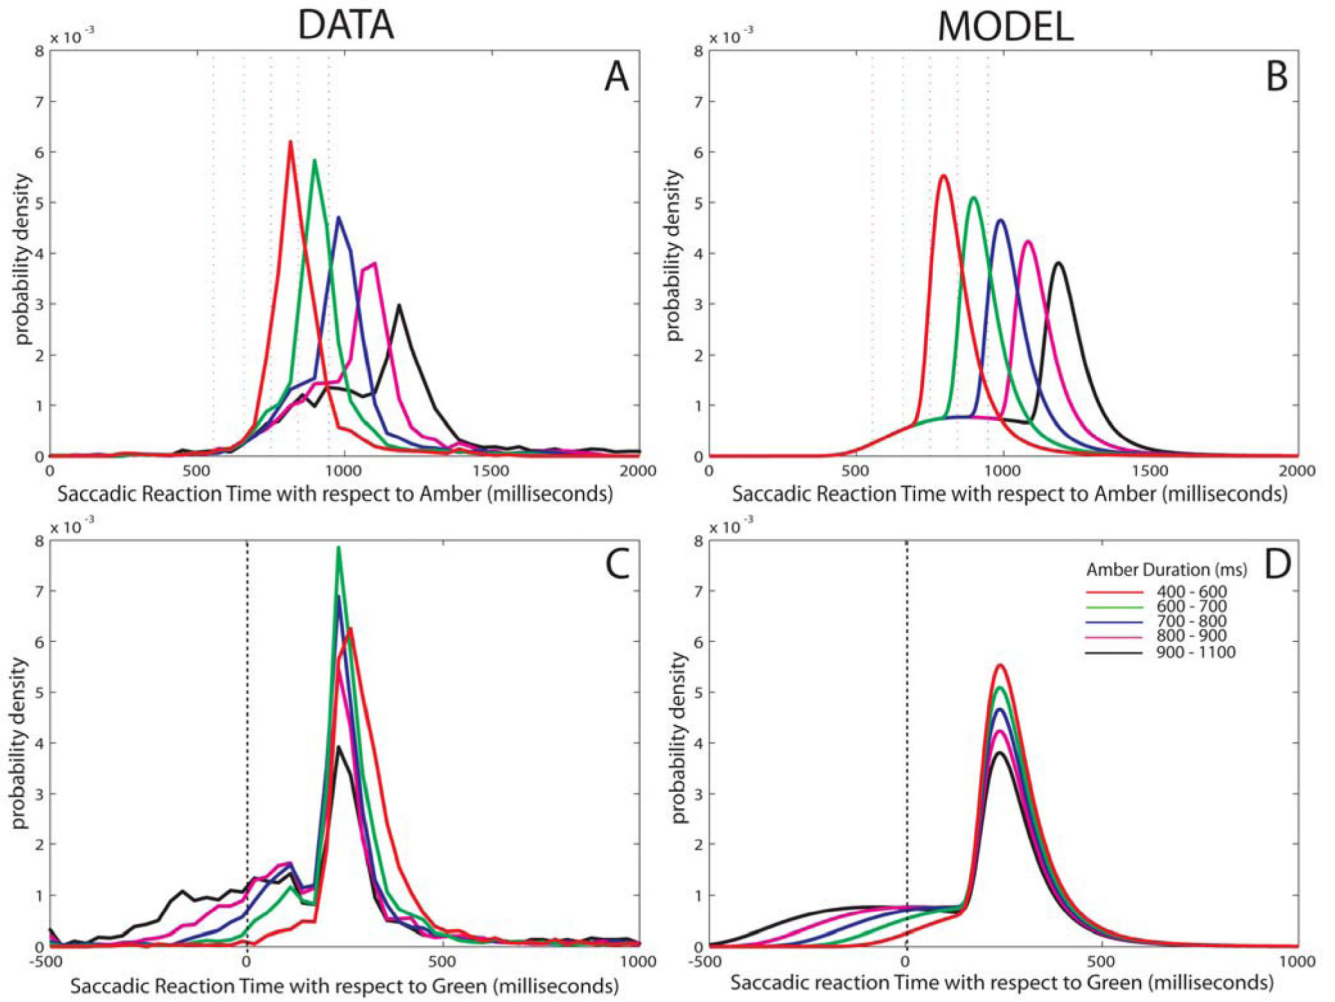 DATA
MODEL
x 10 -3
x 10 -3
A
B
8
7
6
5
4
3
2
1
0
probability density
0
500
1000
1500
2000
Saccadic Reaction Time with respect to Amber (milliseconds)
8
7
6
5
4
3
2
1
0
probability density
0
500
1000
1500
2000
Saccadic Reaction Time with respect to Amber (milliseconds)
x 10 -3
x 10 -3
C
D
8
7
6
5
4
3
2
1
0
probability density
-500
0
500
1000
Saccadic Reaction Time with respect to Green (milliseconds)
8
7
6
5
4
3
2
1
0
probability density
Amber Duration (ms)
400 - 600
600 - 700
700 - 800
800 - 900
900 - 1100
-500
0
500
1000
Saccadic reaction Time with respect to Green (milliseconds)